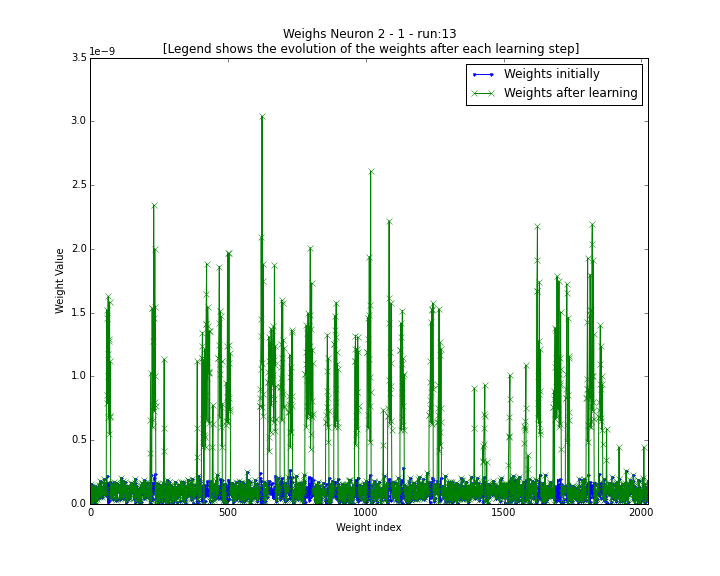 Weighs Neuron 2 - 1 - run:13
[Legend shows the evolution of the weights after each learning step]
1e−9
Weights initially
Weights after learning
3.5
3.0
2.5
2.0
1.5
1.0
0.5
0.0
Weight Value
0
500
1000
1500
2000
Weight index